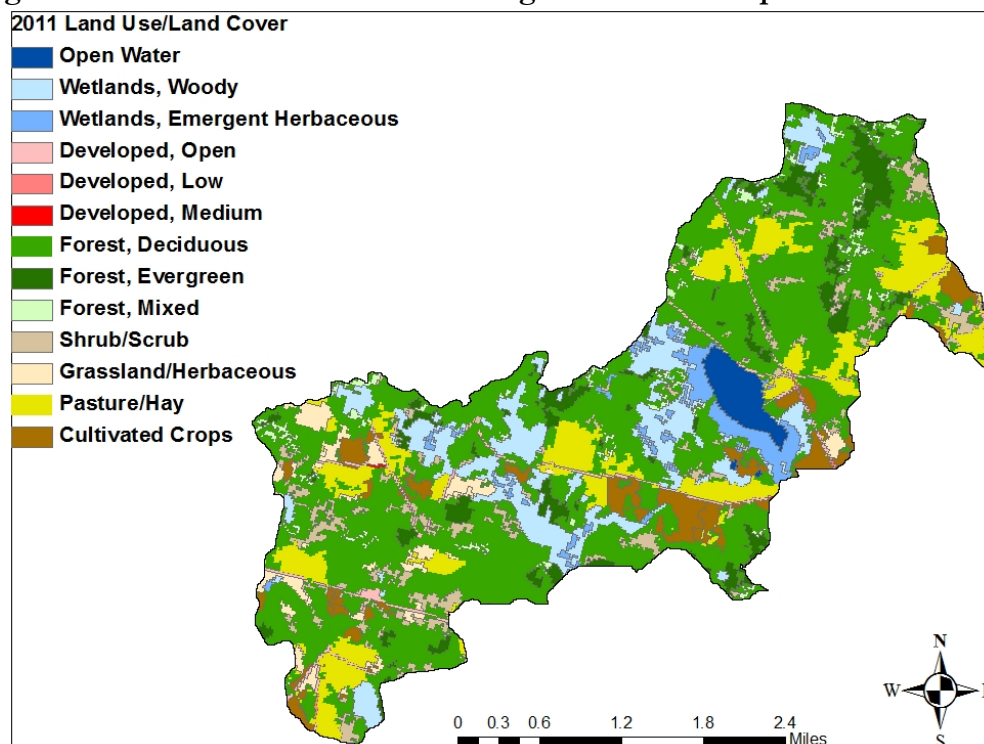 2011 Land Use/Land Cover
Open Water
Wetlands, Woody
Wetlands, Emergent Herbaceous
Developed, Open
Developed, Low
Developed, Medium
Forest, Deciduous
Forest, Evergreen
Forest, Mixed
Shrub/Scrub
Grassland/Herbaceous
Pasture/Hay
Cultivated Crops
N
W
S
0 0.3 0.6 1.2 1.8 2.4
Miles